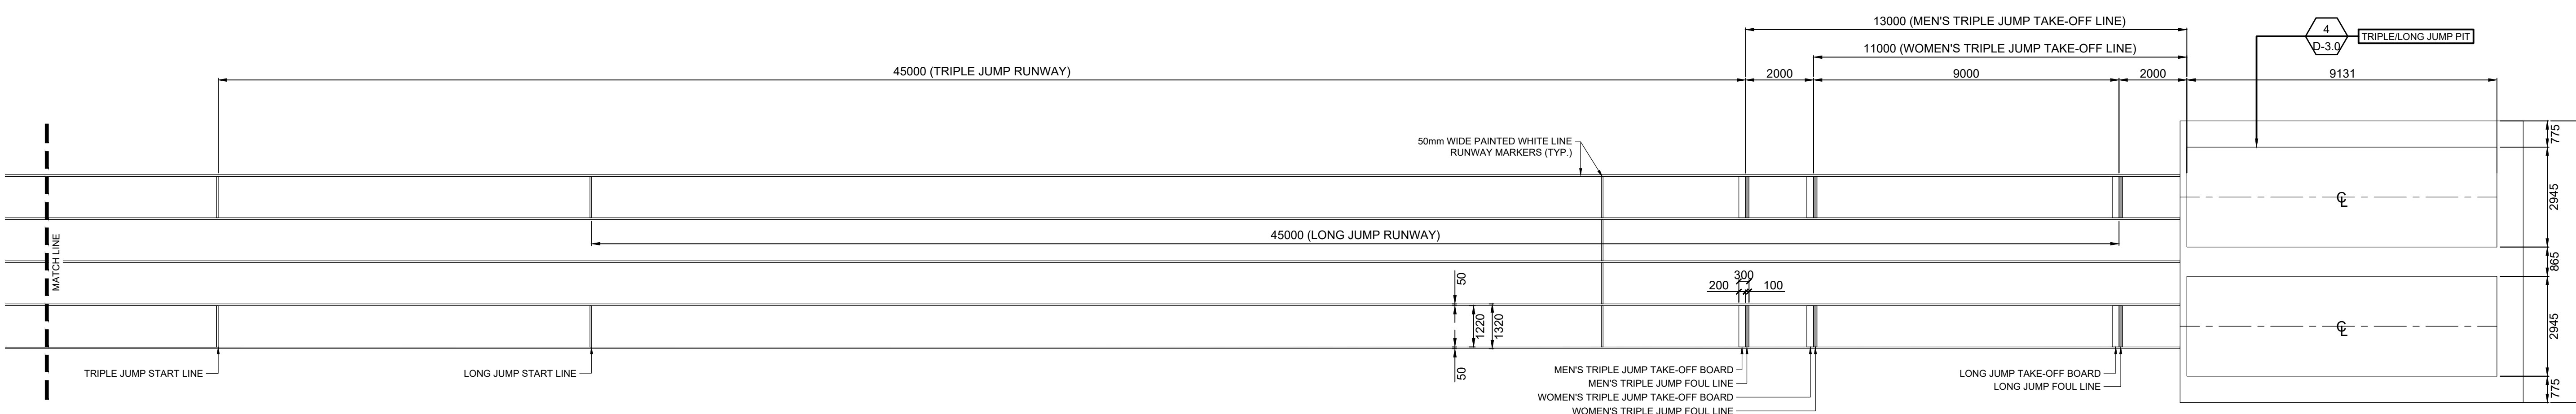 13000 (MEN'S TRIPLE JUMP TAKE-OFF LINE)
4
D-3.0
TRIPLE/LONG JUMP PIT
11000 (WOMEN'S TRIPLE JUMP TAKE-OFF LINE)
45000 (TRIPLE JUMP RUNWAY)
2000
9000
2000
9131
775
50mm WIDE PAINTED WHITE LINE
RUNWAY MARKERS (TYP.)
2945
CL
45000 (LONG JUMP RUNWAY)
MATCH LINE
865
50
300
200
100
1220
1320
2945
CL
50
TRIPLE JUMP START LINE
LONG JUMP START LINE
MEN'S TRIPLE JUMP TAKE-OFF BOARD
MEN'S TRIPLE JUMP FOUL LINE
WOMEN'S TRIPLE JUMP TAKE-OFF BOARD
WOMEN'S TRIPLE JUMP FOUL LINE
LONG JUMP TAKE-OFF BOARD
LONG JUMP FOUL LINE
775